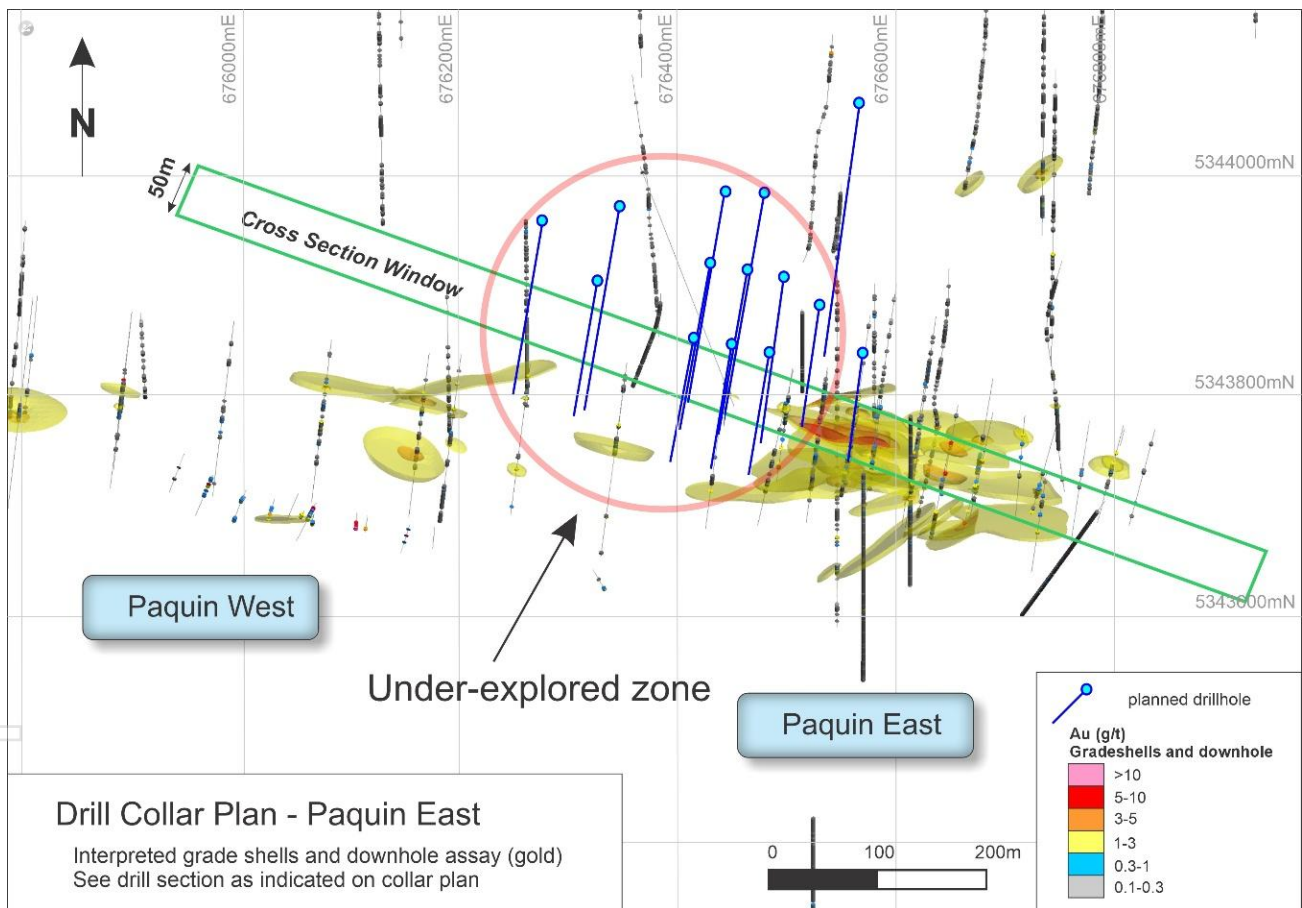 676000mE
676200mE
676400mE
676600mE
676800mE
N
5344000mN
50m
Cross Section Window
5343800mN
Paquin West
5343600mN
Under-explored zone
Paquin East
planned drillhole
Au (g/t)
Gradeshells and downhole
>10
5-10
3-5
1-3
0.3-1
0.1-0.3
Drill Collar Plan - Paquin East
Interpreted grade shells and downhole assay (gold)
See drill section as indicated on collar plan
0 100 200m